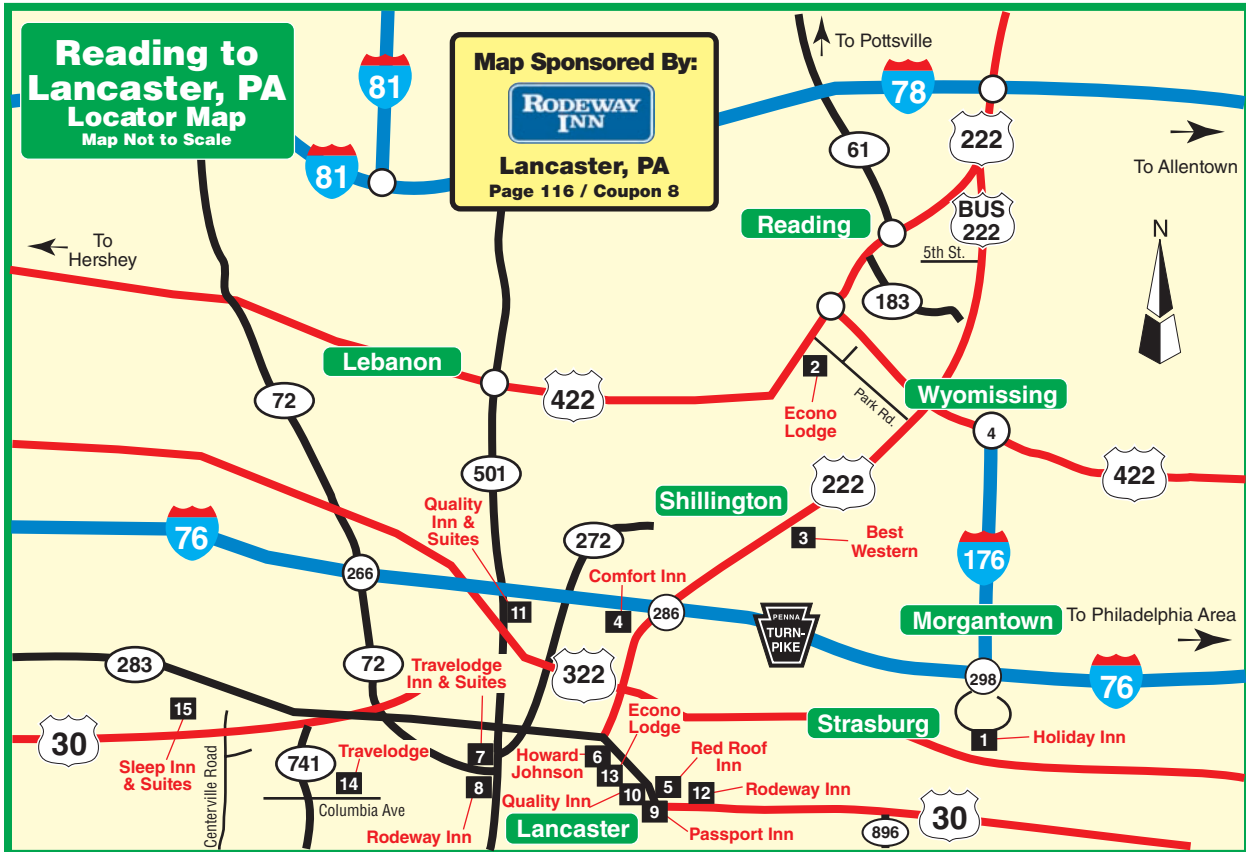 Reading to
Lancaster, PA
Locator Map
Map Not to Scale
81
81
Map Sponsored By:
RODEWAY
INN
Lancaster, PA
Page 116 / Coupon 8
To Pottsville
78
222
To Allentown
61
BUS
222
Reading
5th St.
183
N
To
Hershey
Lebanon
422
72
2
Econo
Lodge
Park Rd.
Wyomissing
4
422
501
222
Quality
Inn &
Suites
Shillington
76
272
3
Best
Western
176
266
Comfort Inn
11
4
286
PENNA
TURN-
PIKE
Morgantown
To Philadelphia Area
283
72
Travelodge
Inn & Suites
322
298
76
15
Econo
Lodge
Strasburg
30
Sleep Inn
& Suites
Centerville Road
741
Travelodge
14
Columbia Ave
7
8
Rodeway Inn
Howard
Johnson
6
13
Quality Inn
10
Red Roof
Inn
5
12
Rodeway Inn
9
Passport Inn
Lancaster
1
Holiday Inn
896
30